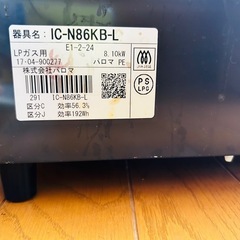 器具名: IC-N86KB-L
E1-2-24
LPガス用 8.10kW
17·04-900277 パロマ PE
株式会社パロマ
291 IC-N86KB-L
区分C 効率56.3%
区分J 効率192Wh
PS
LPG